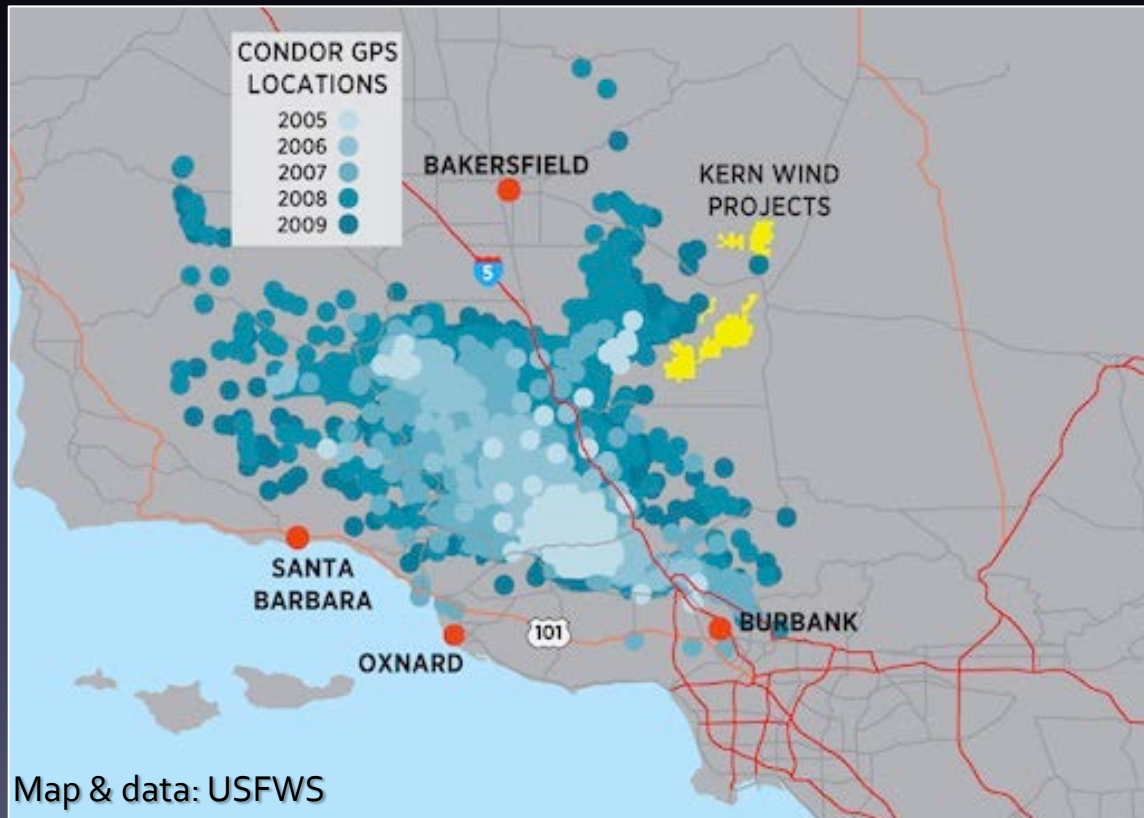 CONDOR GPS
LOCATIONS
2005
2006
2007
2008
2009
BAKERSFIELD
KERN WIND
PROJECTS
5
SANTA
BARBARA
OXNARD
101
BURBANK
Map & data: USFWS